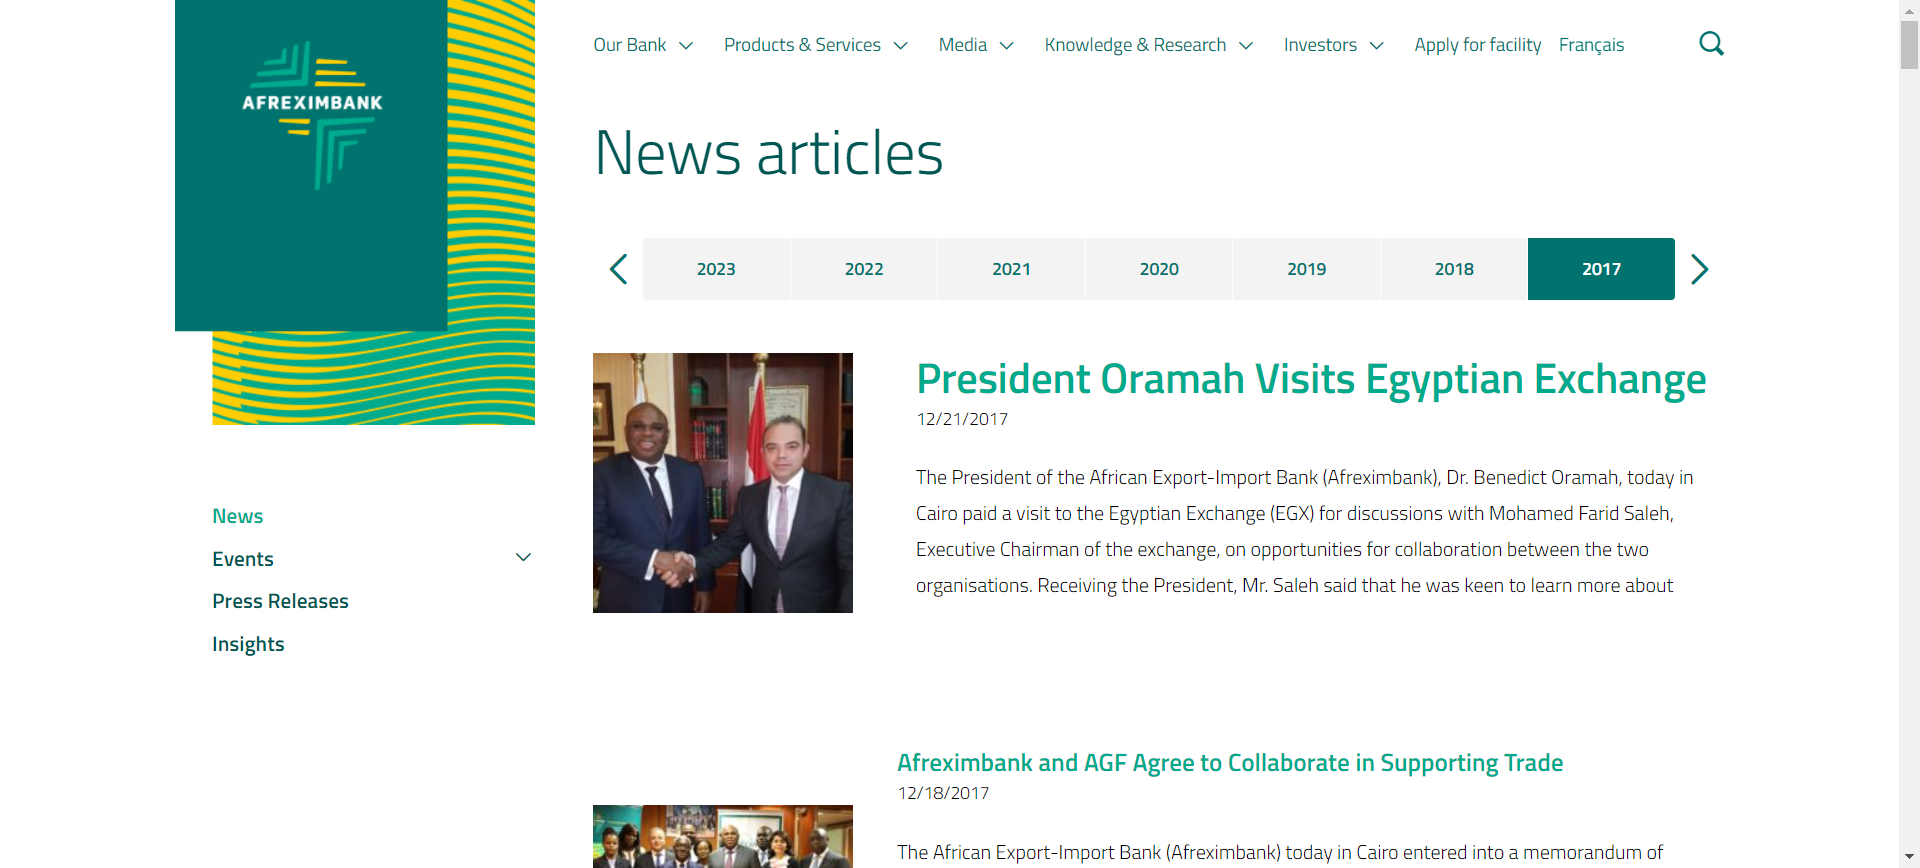 AFREXIMBANK
Our Bank
Products & Services
Media
Knowledge & Research
Investors
Apply for facility
Français
News articles
2023
2022
2021
2020
2019
2018
2017
President Oramah Visits Egyptian Exchange
12/21/2017
The President of the African Export-Import Bank (Afreximbank), Dr. Benedict Oramah, today in
Cairo paid a visit to the Egyptian Exchange (EGX) for discussions with Mohamed Farid Saleh,
Executive Chairman of the exchange, on opportunities for collaboration between the two
organisations. Receiving the President, Mr. Saleh said that he was keen to learn more about
News
Events
Press Releases
Insights
Afreximbank and AGF Agree to Collaborate in Supporting Trade
12/18/2017
The African Export-Import Bank (Afreximbank) today in Cairo entered into a memorandum of